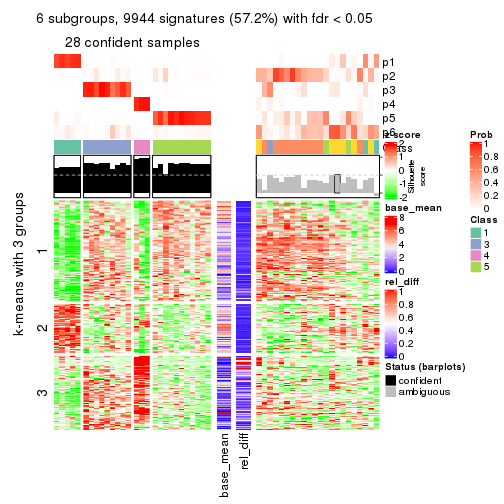 6 subgroups, 9944 signatures (57.2%) with fdr < 0.05
28 confident samples
p1
p2
p3
p4
p5
p6
Class
Silhouette
score
k-means with 3 groups
1
2
3
base_mean
rel_diff
z-score
2
1
0
-1
-2
base_mean
8
6
4
2
0
rel_diff
1
0.8
0.6
0.4
0.2
0
Status (barplots)
confident
ambiguous
Prob
1
0.8
0.6
0.4
0.2
0
Class
1
3
4
5